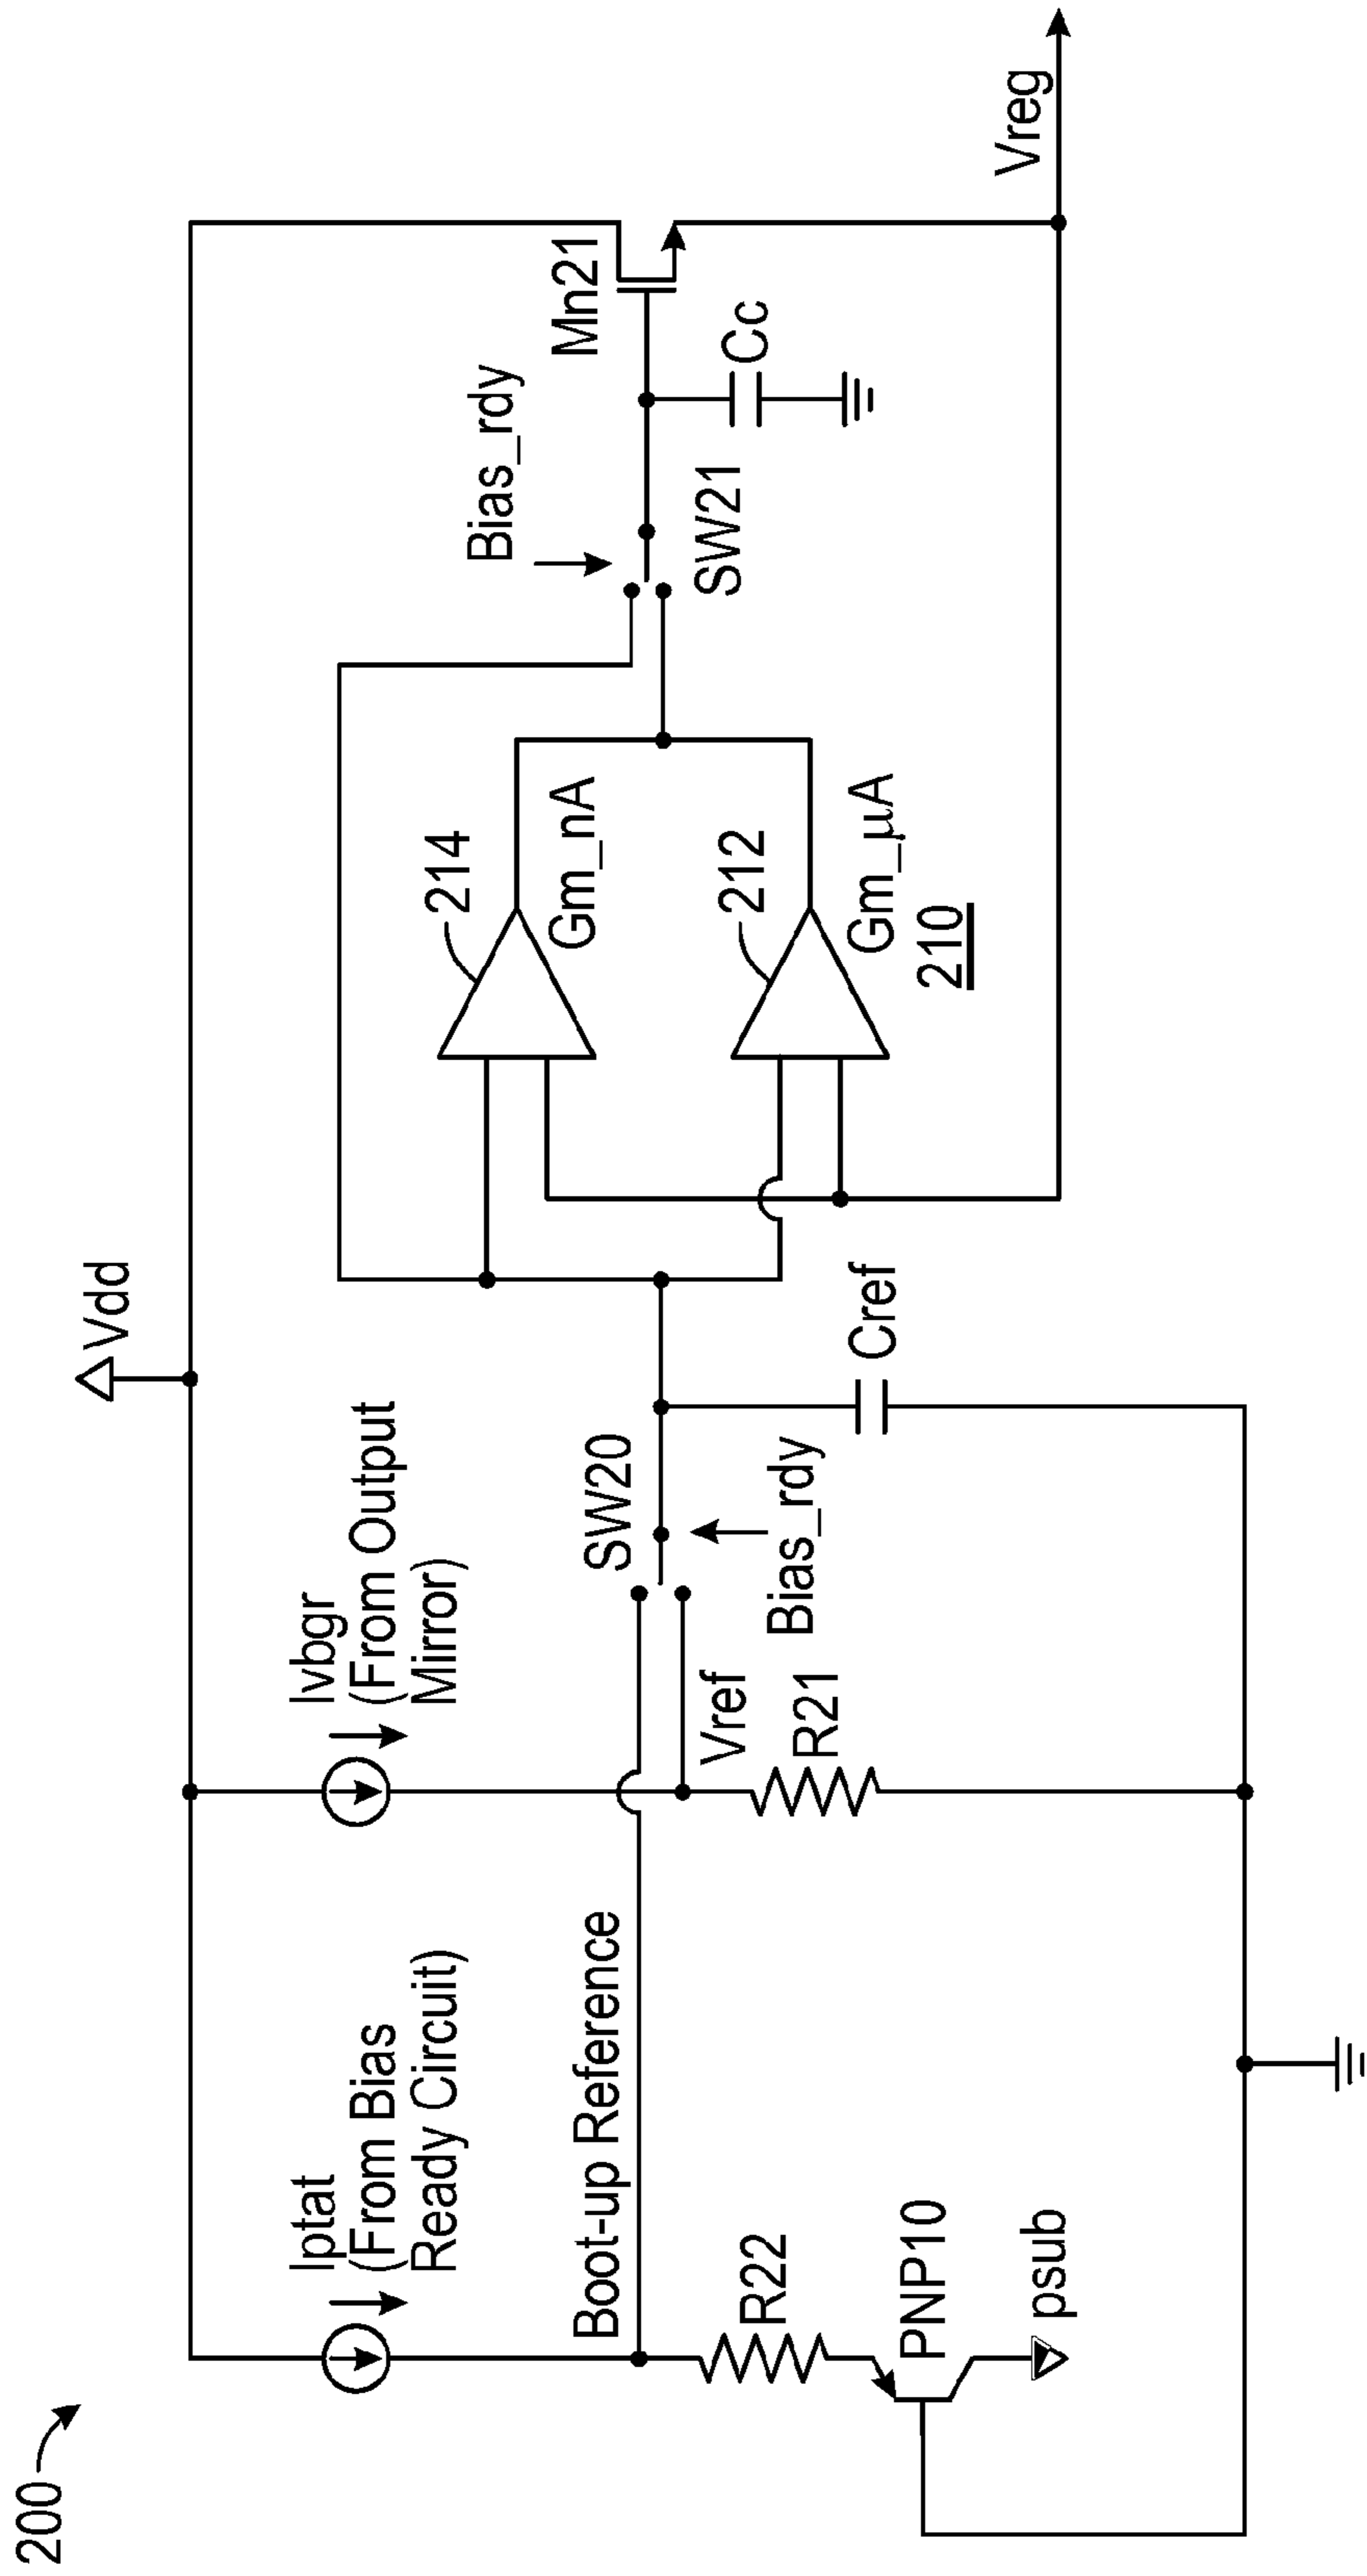 200
Vdd
Iptat
(From Bias
Ready Circuit)
Ivbgr
(From Output
Mirror)
Boot-up Reference
SW20
Bias_rdy
Vref
R21
R22
PNP10
psub
Cref
214
Gm_nA
212
Gm_μA
210
Bias_rdy
SW21
Mn21
Cc
Vreg